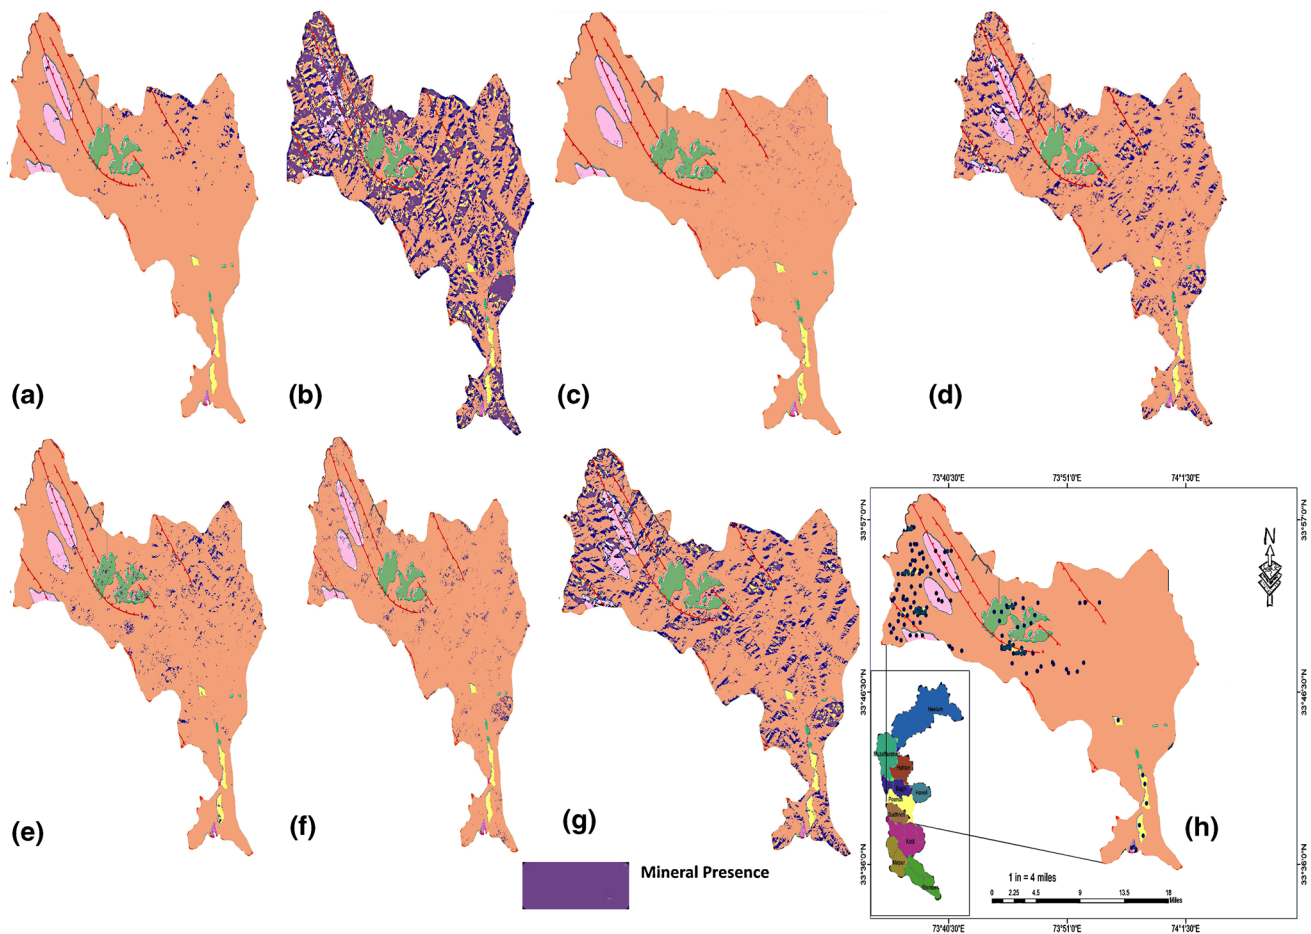 (a)
(b)
(c)
(d)
(e)
(f)
(g)
Mineral Presence
73°40'30"E
73°51'0"E
74°1'30"E
33°57'0"N
33°57'0"N
N
33°46'30"N
33°46'30"N
Neelum
Hattian
Bagh
Haveli
Poonch
Sudhnoti
Kotli
Mirpur
(h)
33°36'0"N
33°36'0"N
1 in = 4 miles
0 2.25 4.5 9 13.5 18
Miles
73°40'30"E
73°51'0"E
74°1'30"E